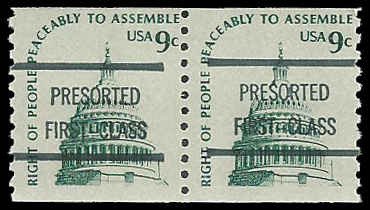 RIGHT OF PEOPLE PEACEABLY TO ASSEMBLE
USA 9c
PRESORTED
FIRST-CLASS
RIGHT OF PEOPLE PEACEABLY TO ASSEMBLE
USA 9c
PRESORTED
FIRST-CLASS